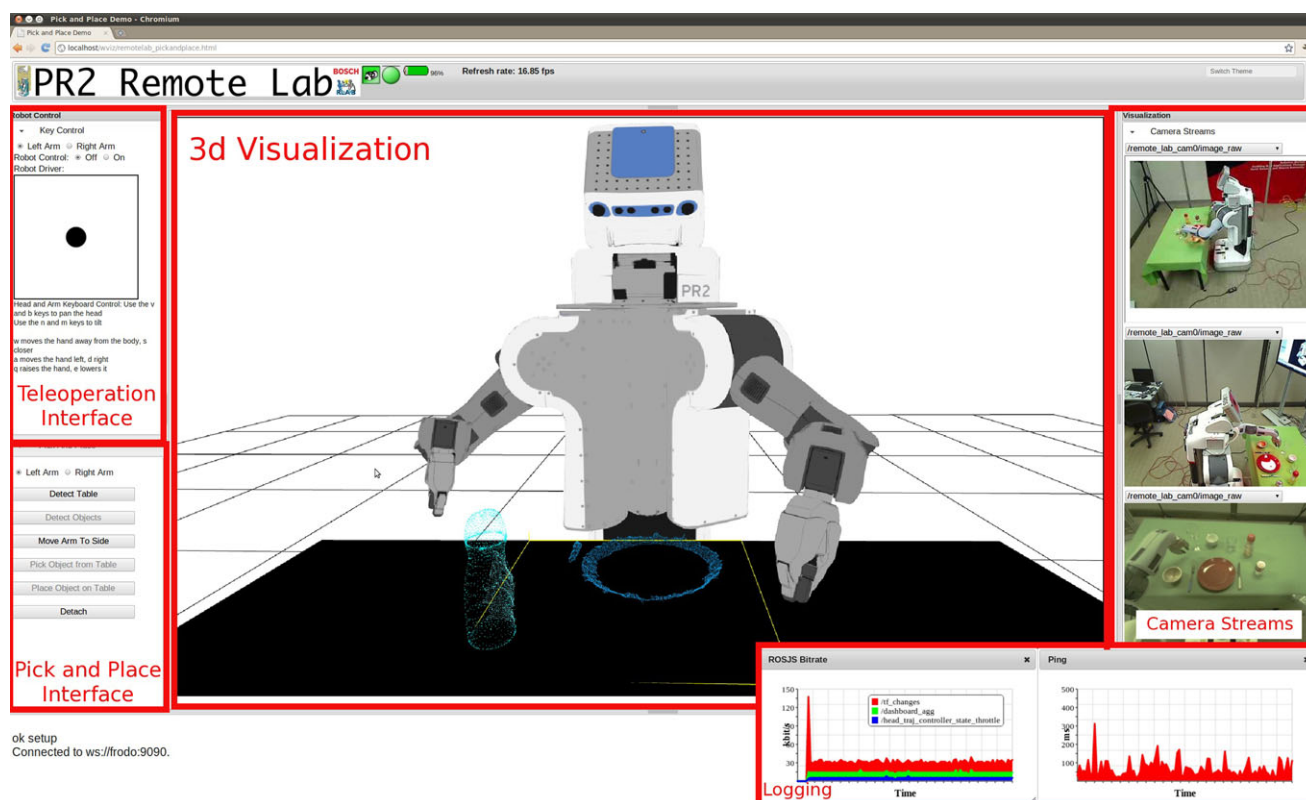 Pick and Place Demo - Chromium
Pick and Place Demo
localhost/wviz/remotelab_pickandplace.html
PR2 Remote Lab
BOSCH
96%
Refresh rate: 16.85 fps
Switch Theme
Robot Control
Key Control
Left Arm Right Arm
Robot Control: Off On
Robot Driver:
Head and Arm Keyboard Control: Use the v
and b keys to pan the head
Use the n and m keys to tilt
w moves the hand away from the body, s
closer
a moves the hand left, d right
q raises the hand, e lowers it
Teleoperation
Interface
Left Arm Right Arm
Detect Table
Detect Objects
Move Arm To Side
Pick Object from Table
Place Object on Table
Detach
Pick and Place
Interface
3d Visualization
PR2
Visualization
Camera Streams
/remote_lab_cam0/image_raw
/remote_lab_cam0/image_raw
/remote_lab_cam0/image_raw
Camera Streams
ROSJS Bitrate
150
120
60
30
kbit/s
/tf_changes
/dashboard_agg
/head_traj_controller_state_throttle
Time
Logging
Ping
500
400
300
200
100
ms
Time
ok setup
Connected to ws://frodo:9090.